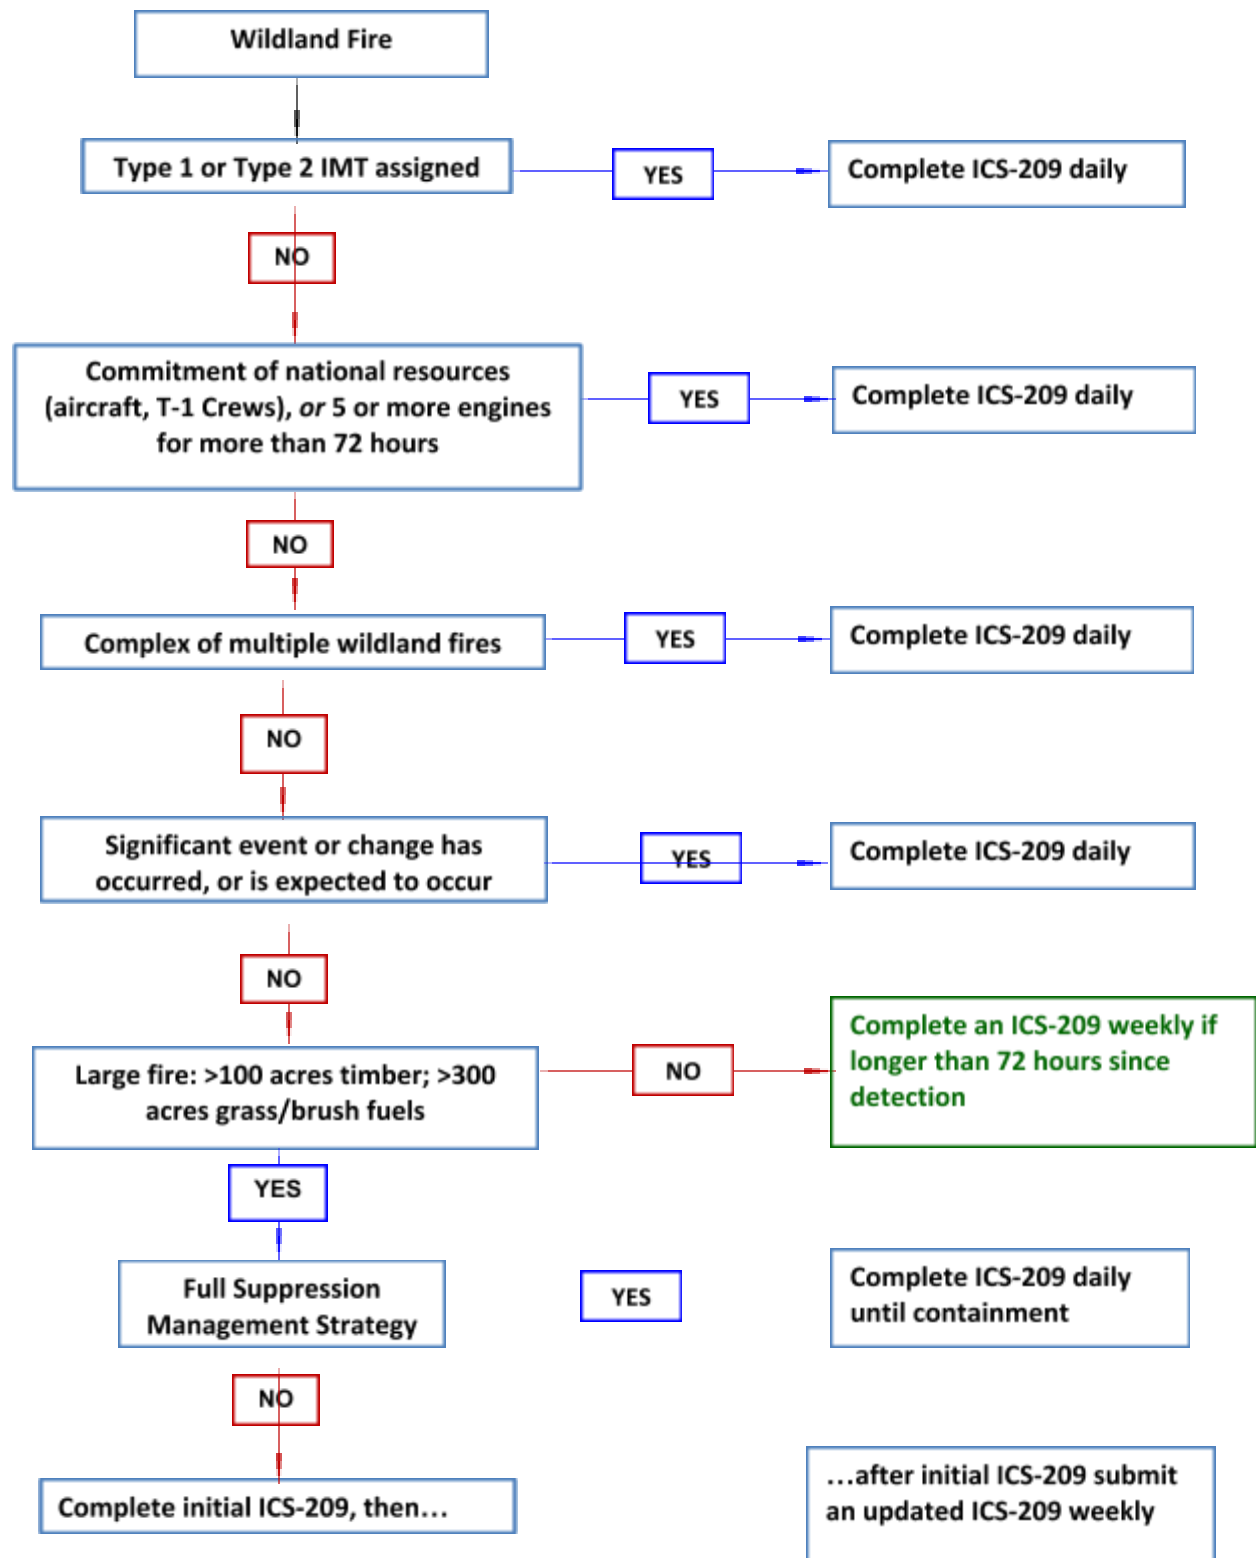 Wildland Fire
Type 1 or Type 2 IMT assigned
YES
Complete ICS-209 daily
NO
Commitment of national resources
(aircraft, T-1 Crews), or 5 or more engines
for more than 72 hours
YES
Complete ICS-209 daily
NO
Complex of multiple wildland fires
YES
Complete ICS-209 daily
NO
Significant event or change has
occurred, or is expected to occur
YES
Complete ICS-209 daily
NO
Large fire: >100 acres timber; >300
acres grass/brush fuels
NO
Complete an ICS-209 weekly if
longer than 72 hours since
detection
YES
Full Suppression
Management Strategy
YES
Complete ICS-209 daily
until containment
NO
Complete initial ICS-209, then...
...after initial ICS-209 submit
an updated ICS-209 weekly